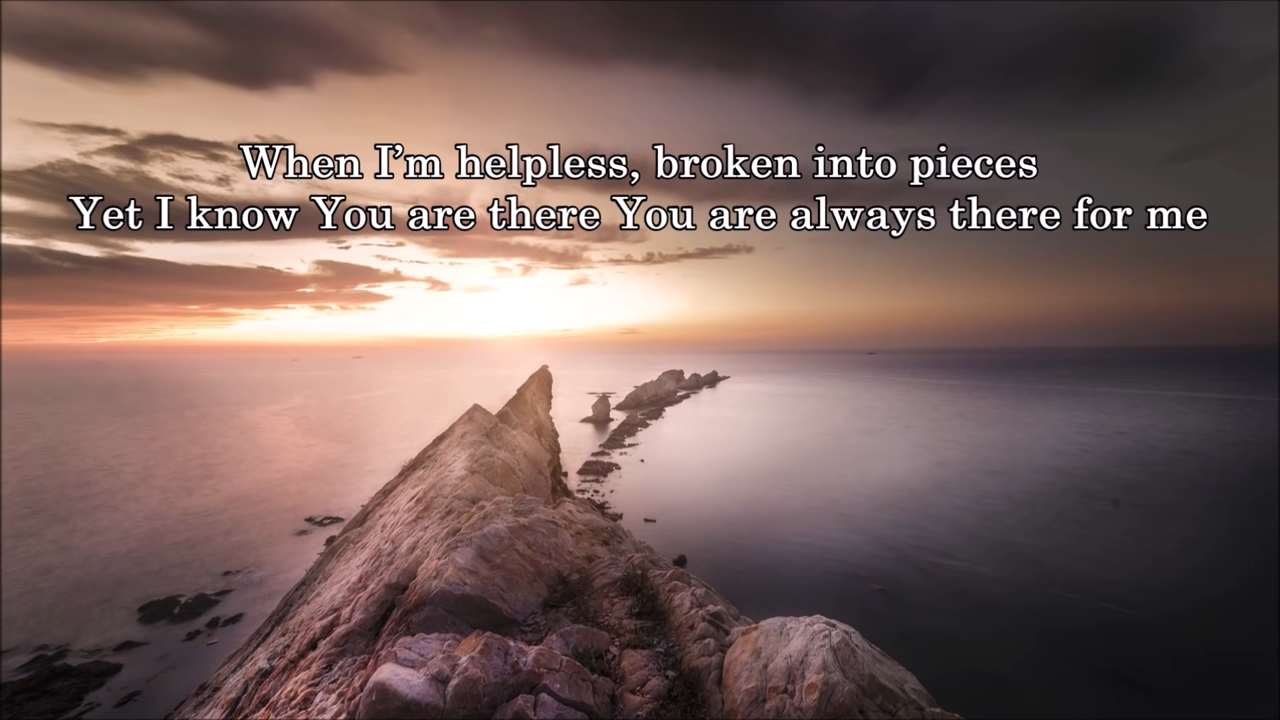 When I’m helpless, broken into pieces
Yet I know You are there You are always there for me